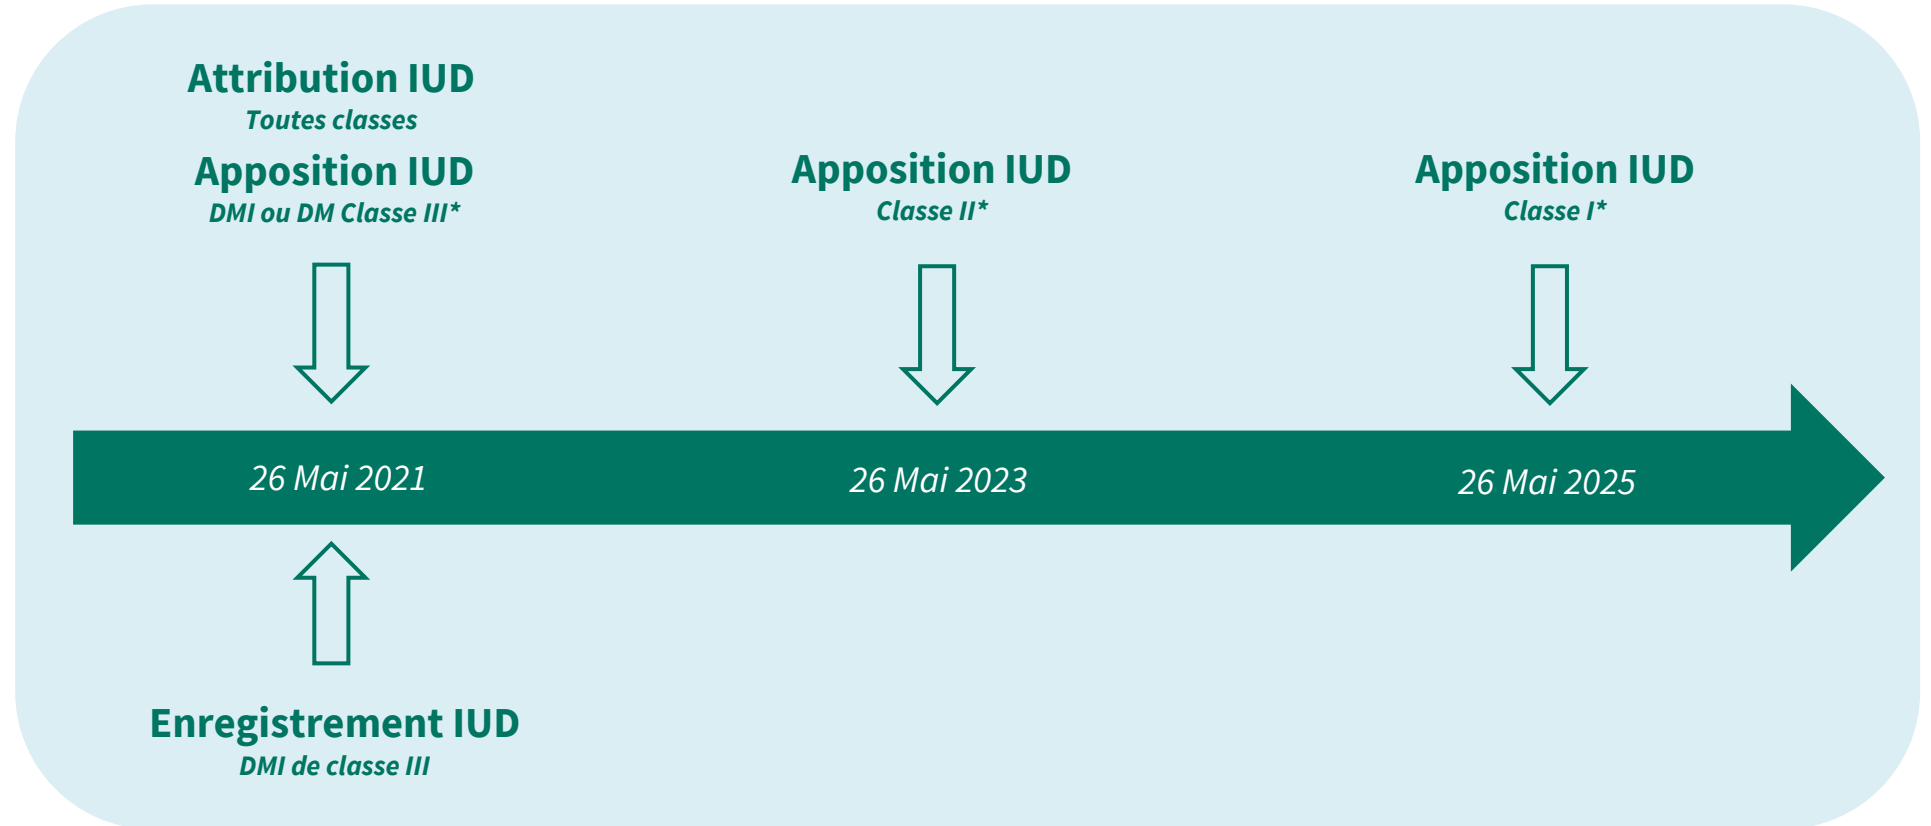 Attribution IUD
Toutes classes
Apposition IUD
DMI ou DM Classe III*
Apposition IUD
Classe II*
Apposition IUD
Classe I*
26 Mai 2021
26 Mai 2023
26 Mai 2025
Enregistrement IUD
DMI de classe III